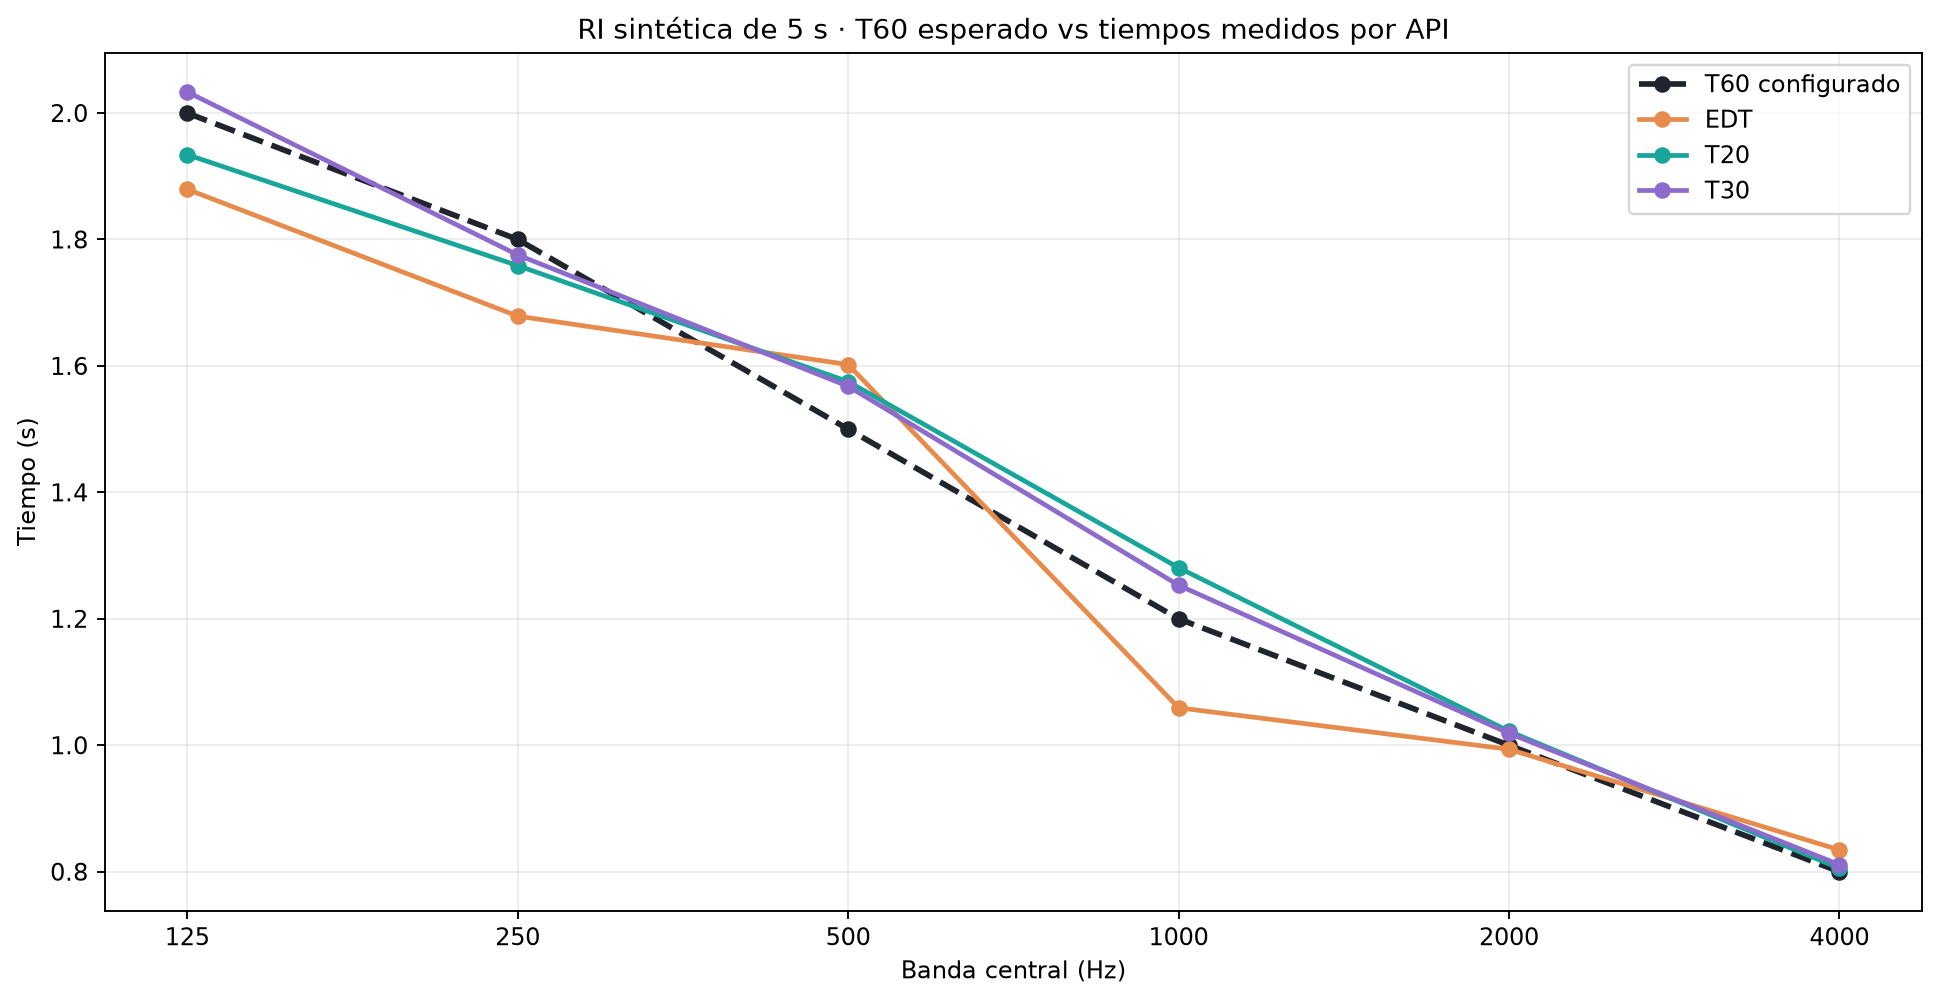 RI sintética de 5 s · T60 esperado vs tiempos medidos por API
T60 configurado
EDT
T20
T30
Tiempo (s)
2.0
1.8
1.6
1.4
1.2
1.0
0.8
125 250 500 1000 2000 4000
Banda central (Hz)